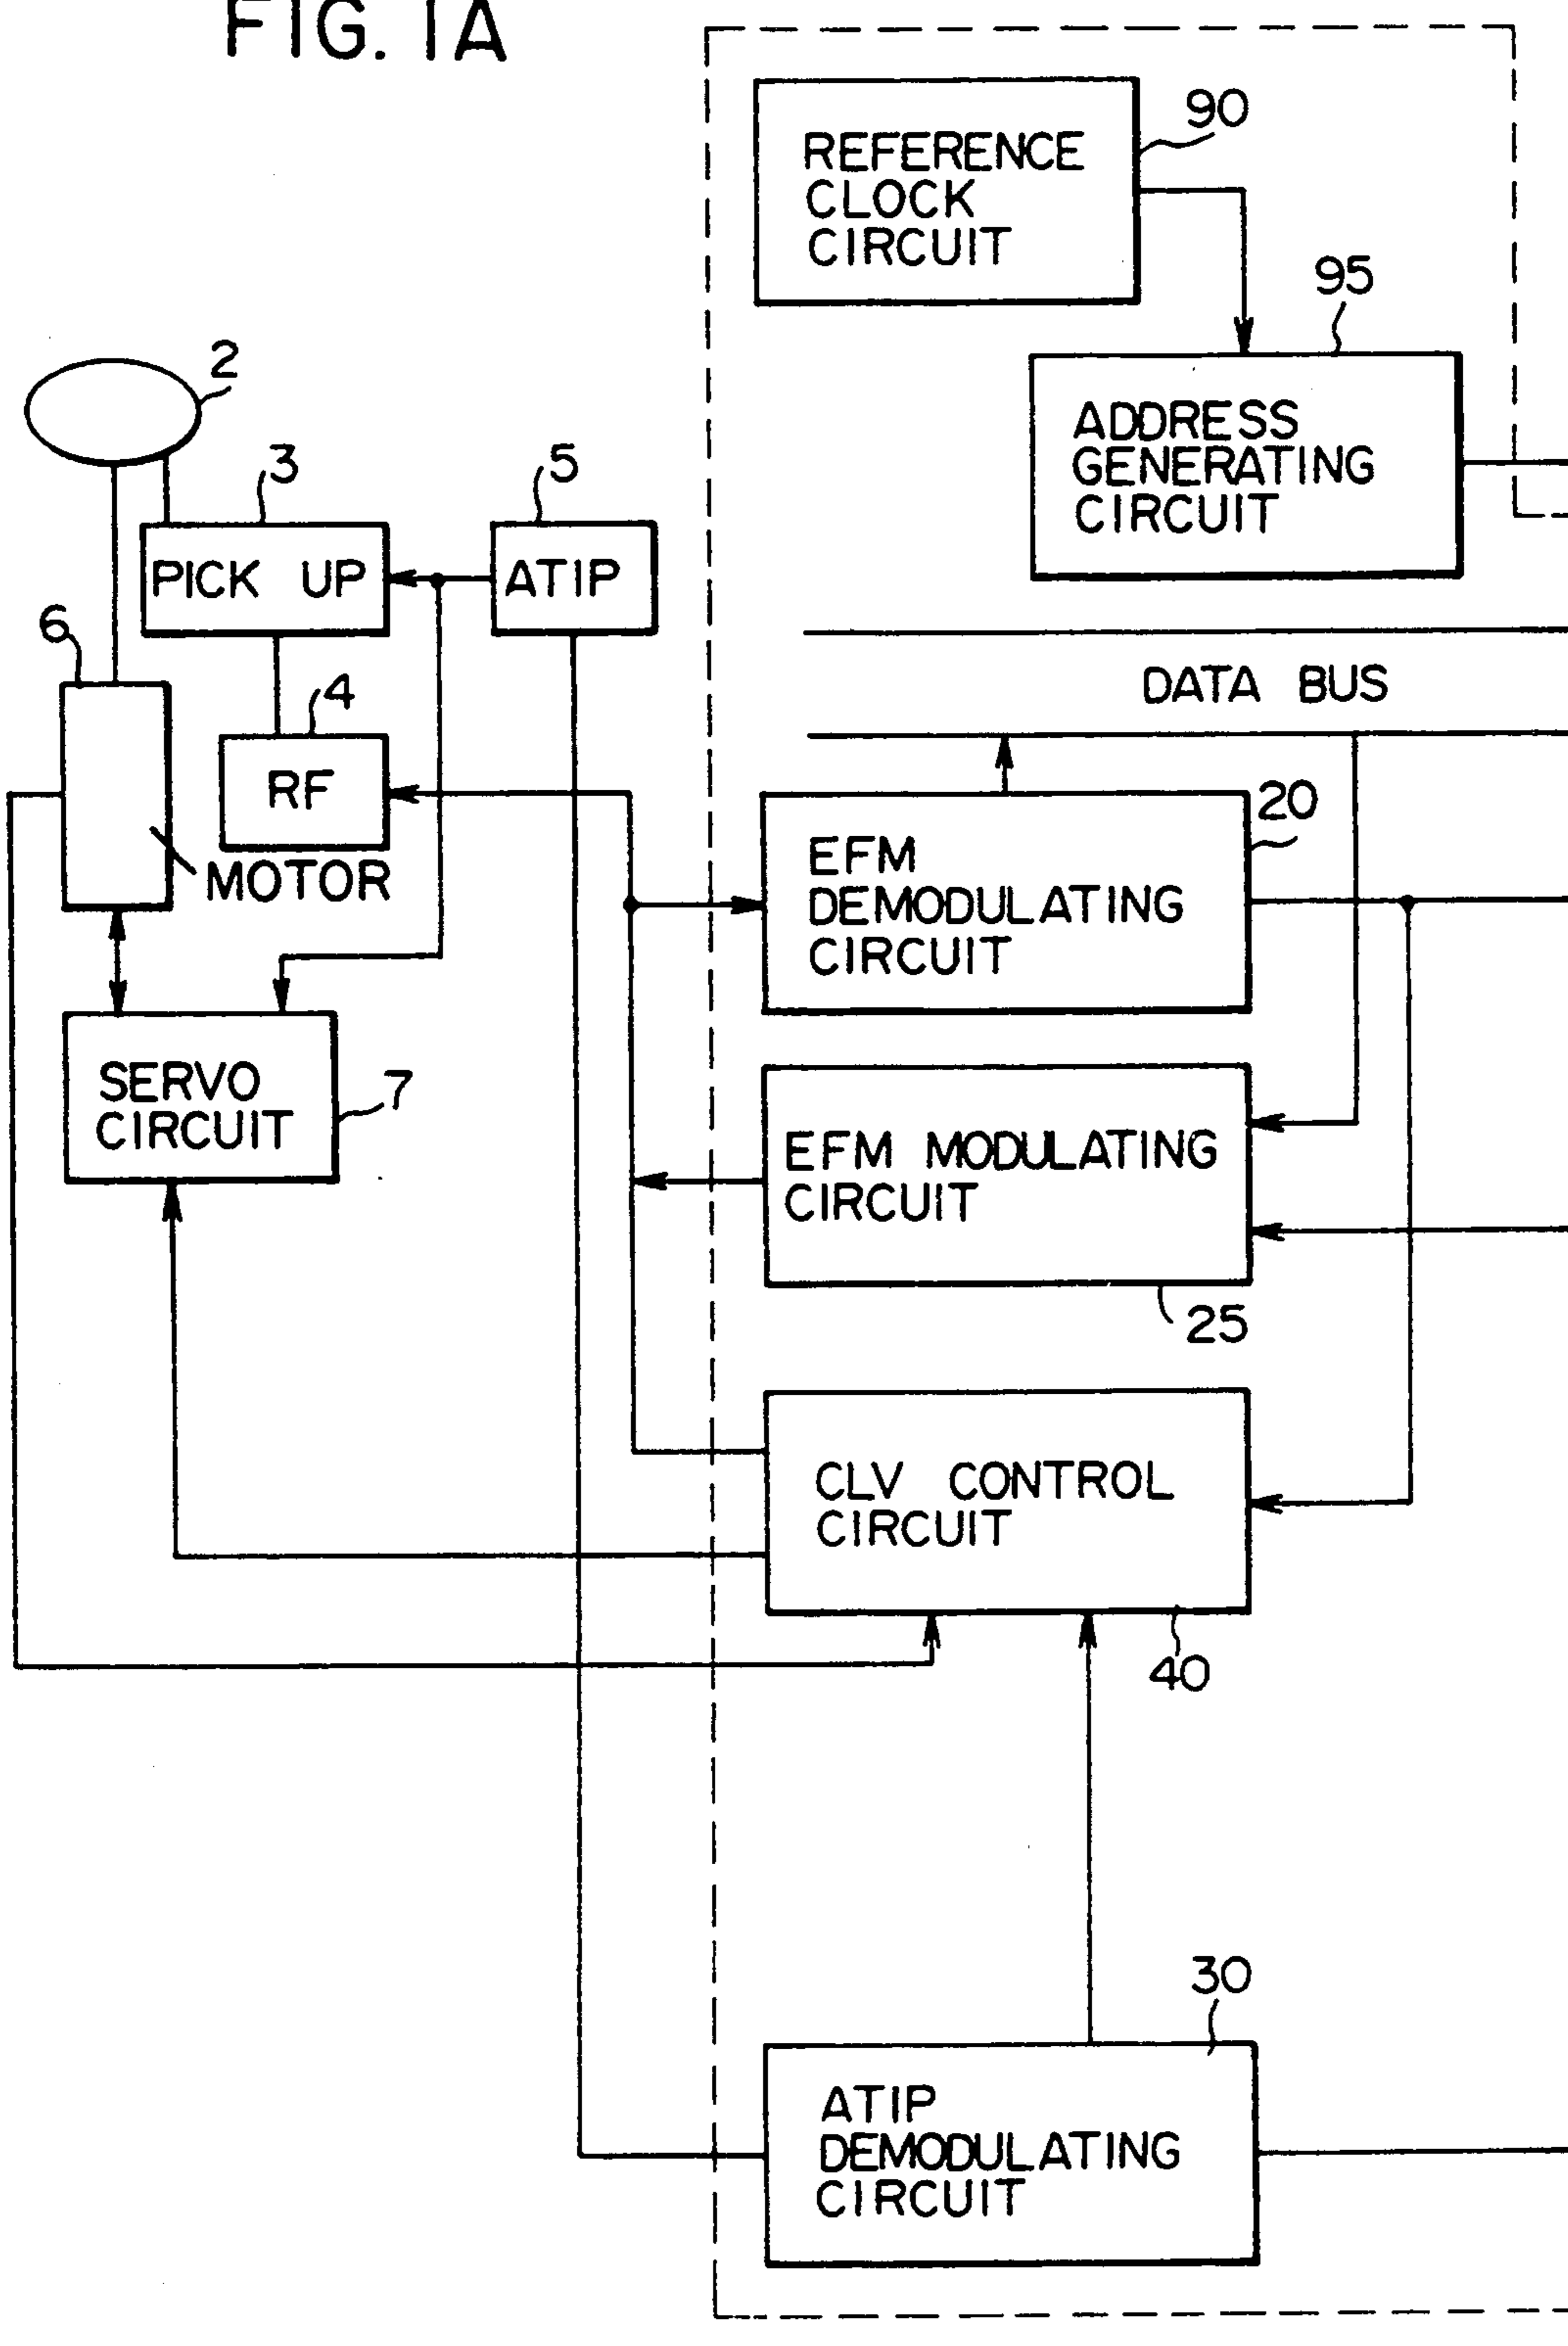 FIG. 1A
90
REFERENCE
CLOCK
CIRCUIT
95
ADDRESS
GENERATING
CIRCUIT
2
3
5
PICK UP
ATIP
6
DATA BUS
4
RF
20
MOTOR
EFM
DEMODULATING
CIRCUIT
SERVO
CIRCUIT
7
EFM MODULATING
CIRCUIT
25
CLV CONTROL
CIRCUIT
40
30
ATIP
DEMODULATING
CIRCUIT